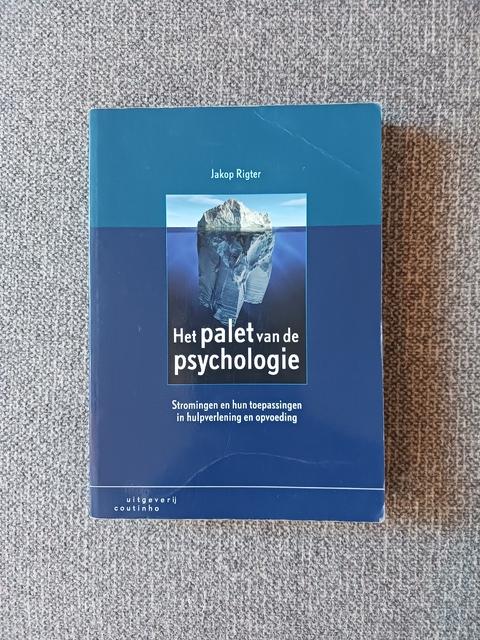 Jakop Rigter
Het palet van de
psychologie
Stromingen en hun toepassingen
in hulpverlening en opvoeding
uitgeverij
coutinho